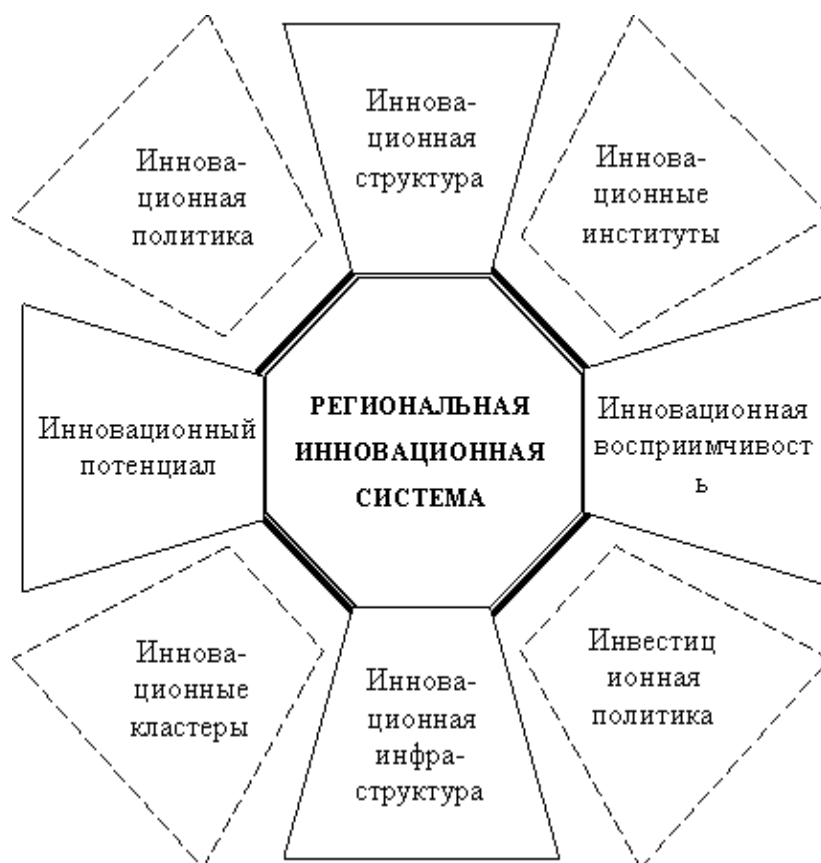 Иннова-
ционная
структура
Иннова-
ционная
политика
Иннова-
ционные
институты
Инновационный
потенциал
РЕГИОНАЛЬНАЯ
ИННОВАЦИОННАЯ
СИСТЕМА
Инновационная
восприимчивост
ь
Иннова-
ционные
кластеры
Иннова-
ционная
инфра-
структура
Инвестиц
ионная
политика